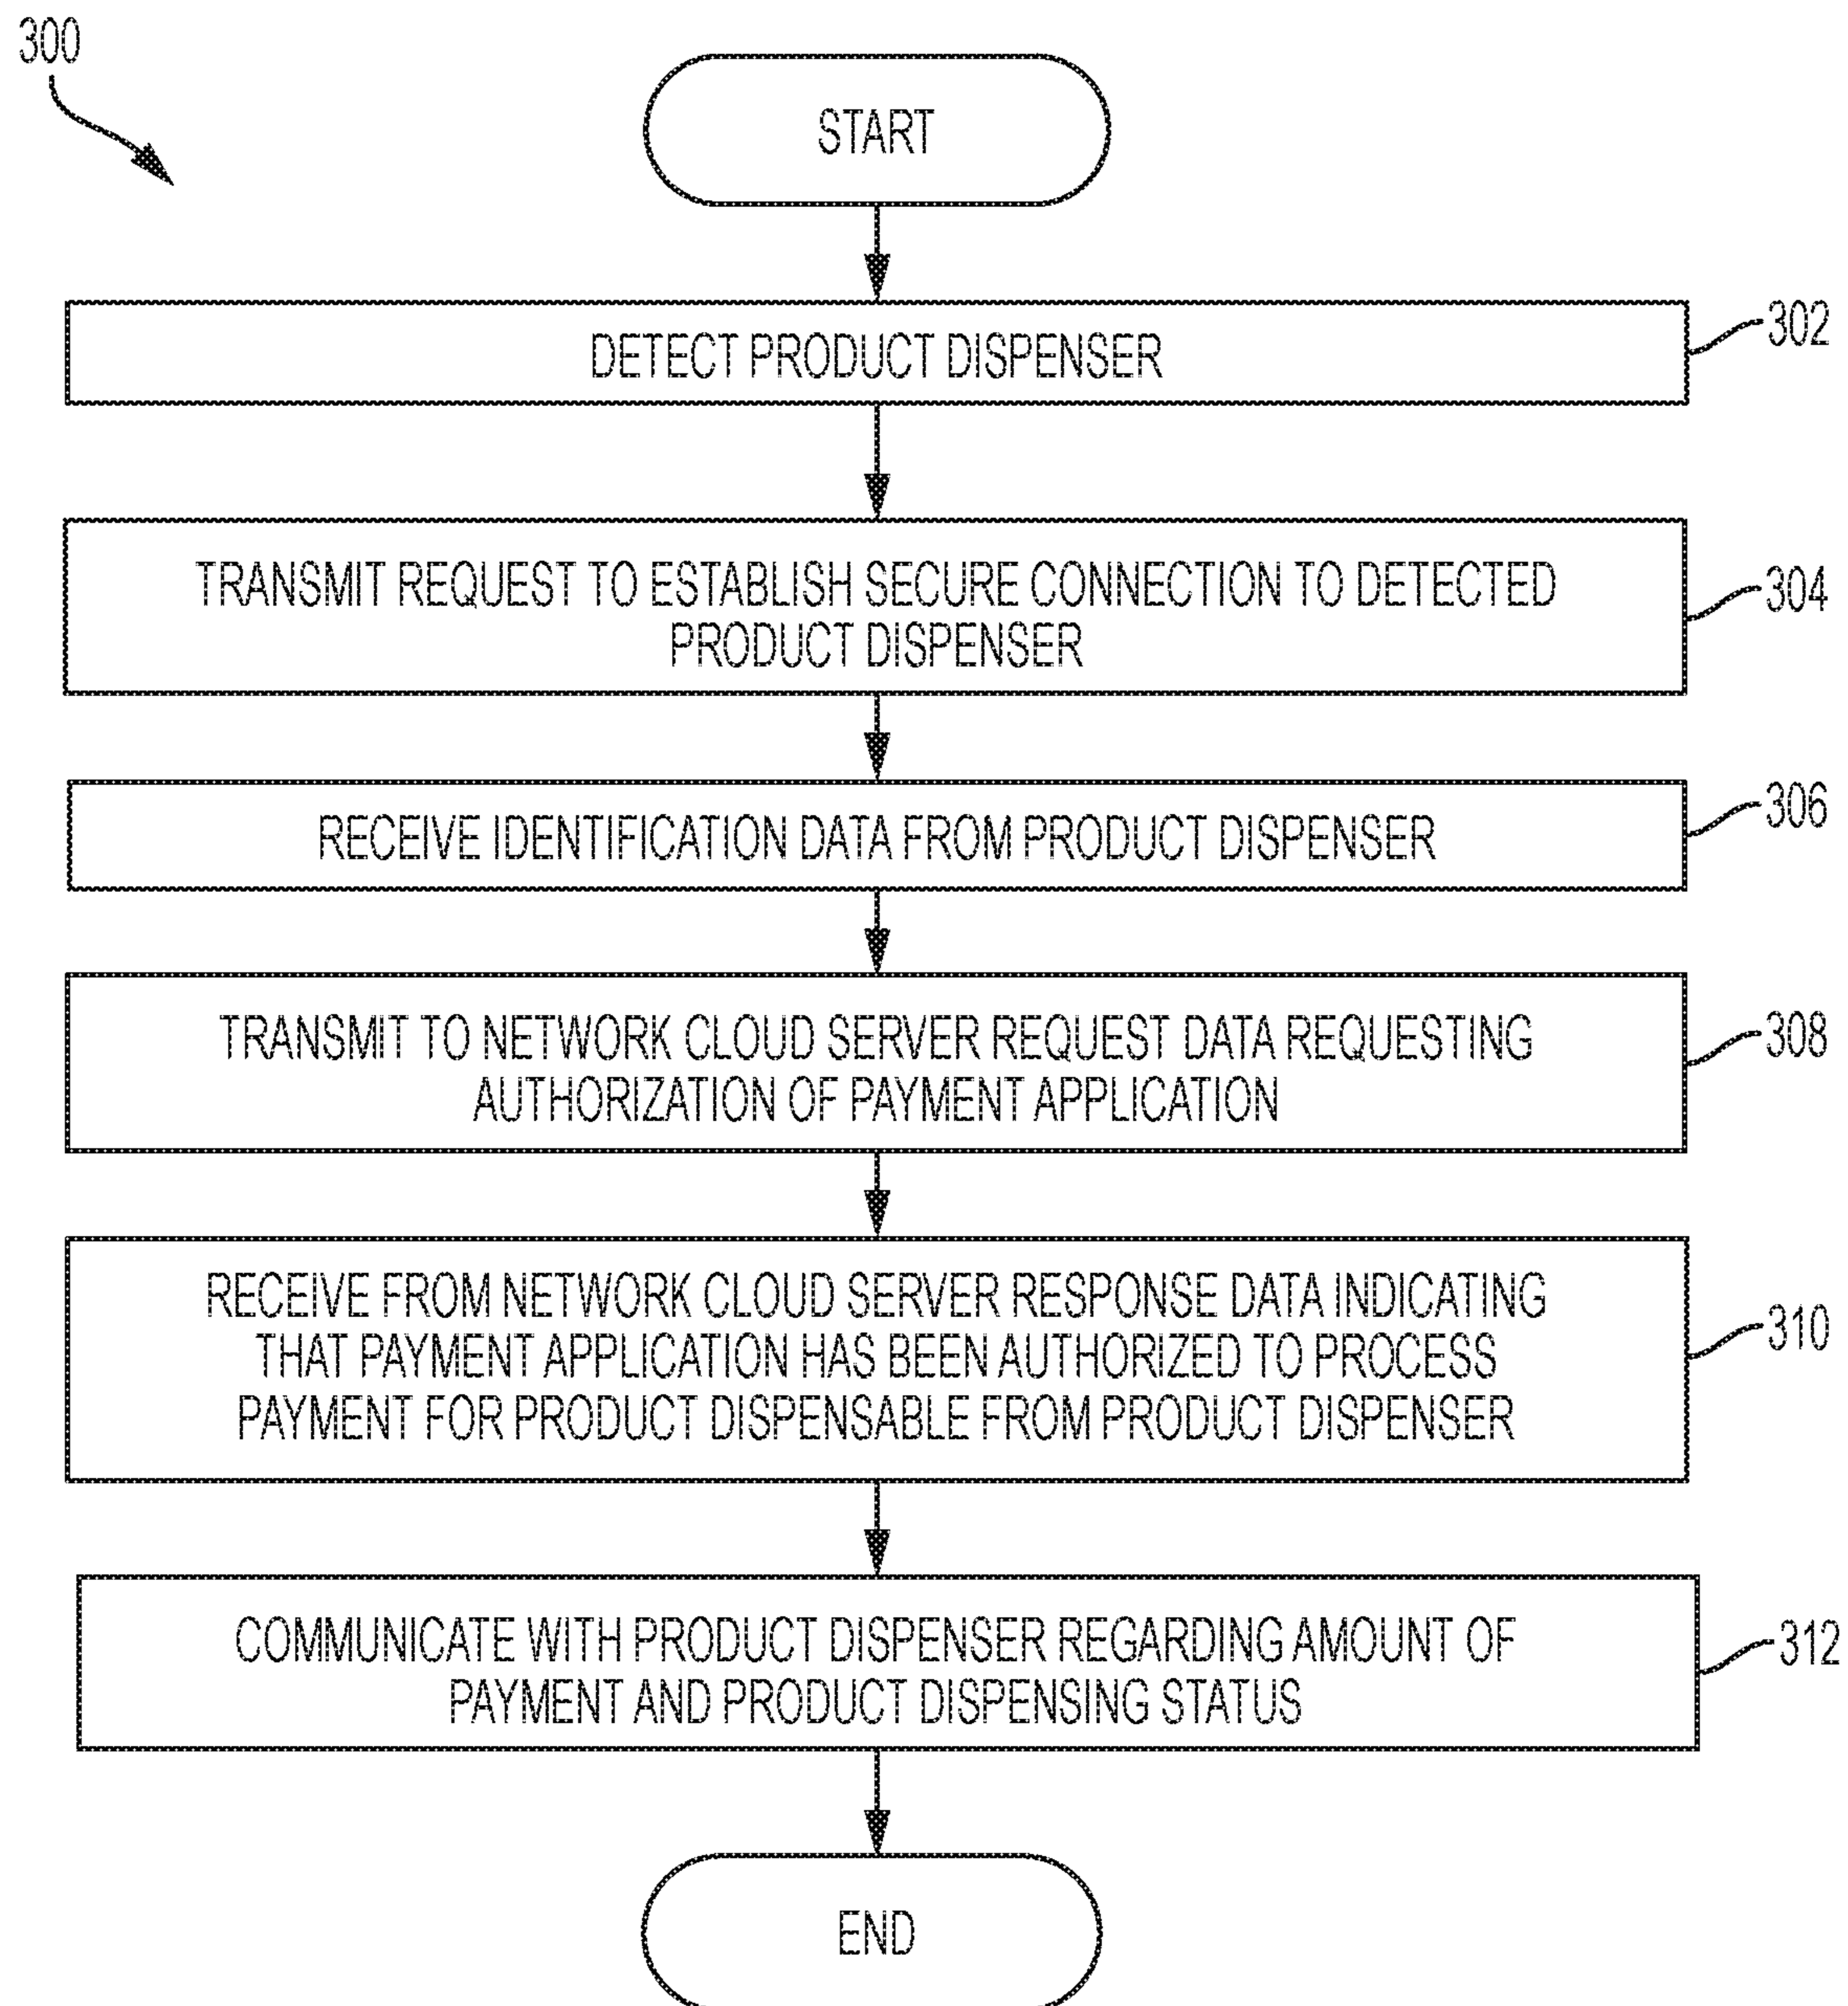 300
START
DETECT PRODUCT DISPENSER
302
TRANSMIT REQUEST TO ESTABLISH SECURE CONNECTION TO DETECTED
PRODUCT DISPENSER
304
RECEIVE IDENTIFICATION DATA FROM PRODUCT DISPENSER
306
TRANSMIT TO NETWORK CLOUD SERVER REQUEST DATA REQUESTING
AUTHORIZATION OF PAYMENT APPLICATION
308
RECEIVE FROM NETWORK CLOUD SERVER RESPONSE DATA INDICATING
THAT PAYMENT APPLICATION HAS BEEN AUTHORIZED TO PROCESS
PAYMENT FOR PRODUCT DISPENSABLE FROM PRODUCT DISPENSER
310
COMMUNICATE WITH PRODUCT DISPENSER REGARDING AMOUNT OF
PAYMENT AND PRODUCT DISPENSING STATUS
312
END